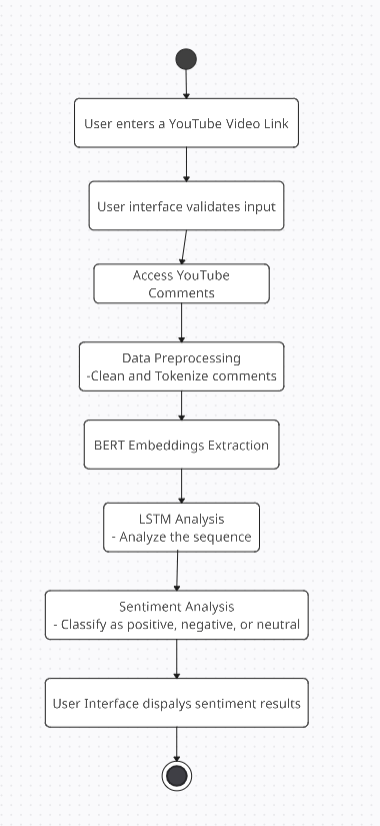 User enters a YouTube Video Link
User interface validates input
Access YouTube
Comments
Data Preprocessing
-Clean and Tokenize comments
BERT Embeddings Extraction
LSTM Analysis
- Analyze the sequence
Sentiment Analysis
- Classify as positive, negative, or neutral
User Interface dispalys sentiment results